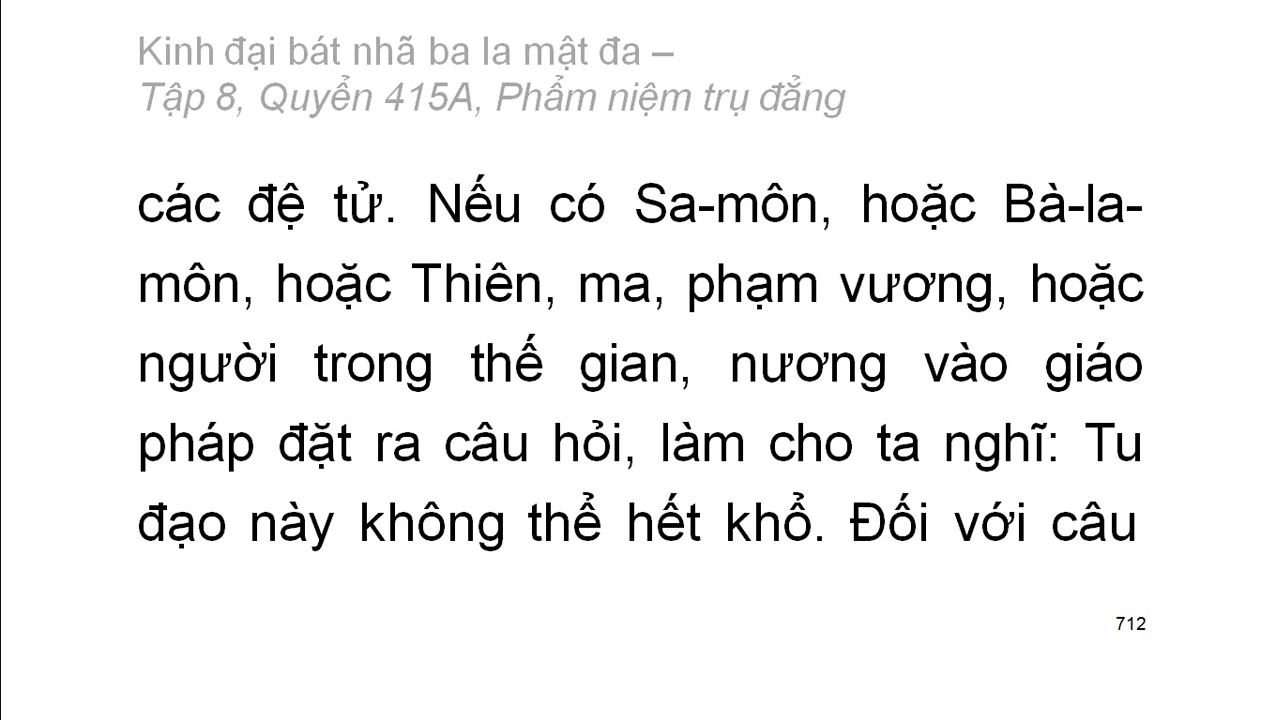 Kinh đại bát nhã ba la mật đa –
Tập 8, Quyển 415A, Phẩm niệm trụ đẳng
các đệ tử. Nếu có Sa-môn, hoặc Bà-la-
môn, hoặc Thiên, ma, phạm vương, hoặc
người trong thế gian, nương vào giáo
pháp đặt ra câu hỏi, làm cho ta nghĩ: Tu
đạo này không thể hết khổ. Đối với câu
712